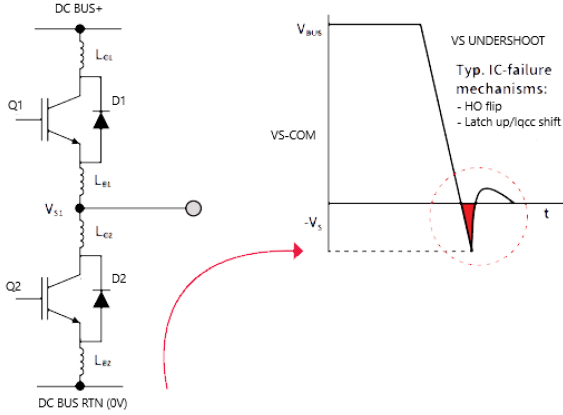 DC BUS+
LC1
Q1
D1
LE1
VS1
LC2
Q2
D2
LE2
DC BUS RTN (0V)
VBUS
VS UNDERSHOOT
Typ. IC-failure
mechanisms:
- HO flip
- Latch up/Iqcc shift
VS-COM
t
-VS